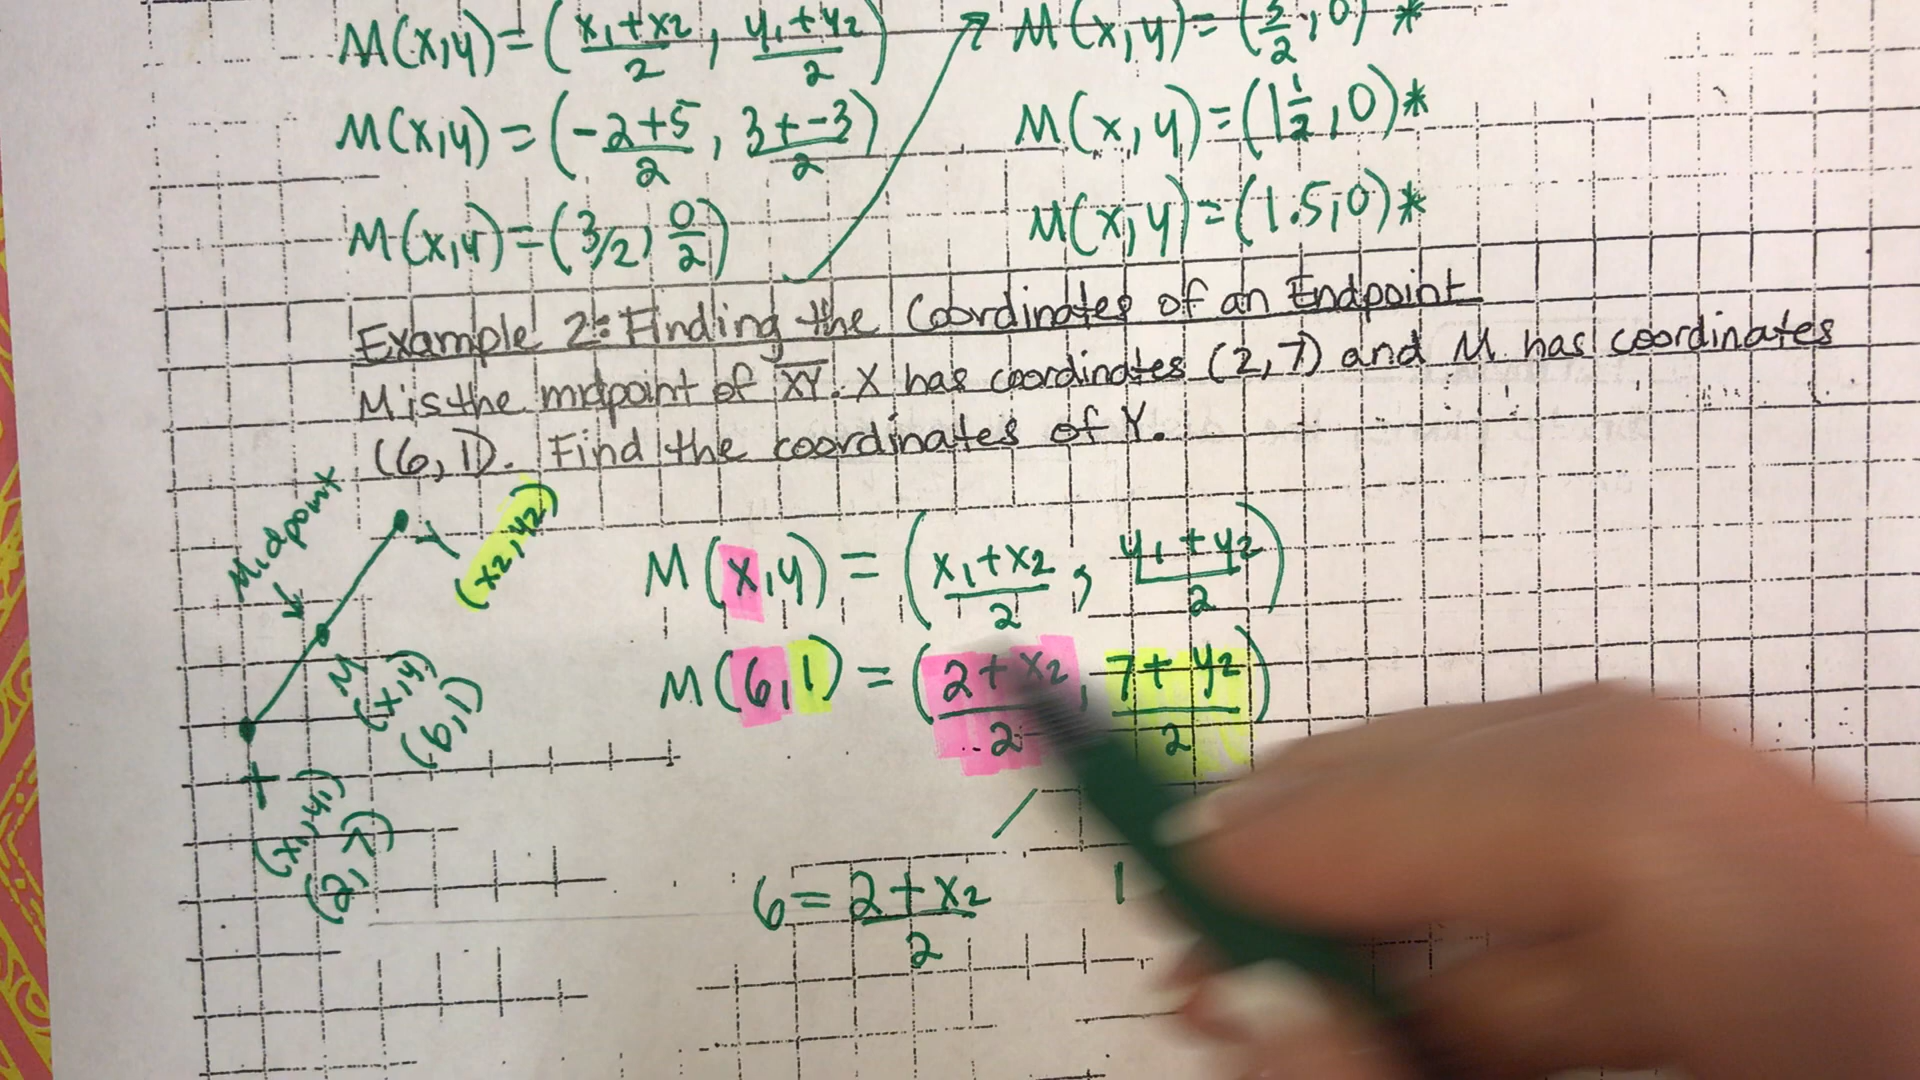 M(x,y)=(x₁+x₂/2, y₁+y₂/2)
M(x,y)=(-2+5/2, 3+-3/2)
M(x,y)=(3/2, 0/2)
M(x,y)=(3/2,0)*
M(x,y)=(1½,0)*
M(x,y)=(1.5,0)*
Example 2: Finding the Coordinates of an Endpoint
M is the midpoint of XY. X has coordinates (2,7) and M has coordinates
(6,1). Find the coordinates of Y.
Midpoint
Y
(x₂,y₂)
M
(x,y)
(6,1)
(x₁,y₁)
(2,7)
M(x,y) = (x₁+x₂/2, y₁+y₂/2)
M(6,1) = (2+x₂/2, 7+y₂/2)
6=2+x₂/2
1